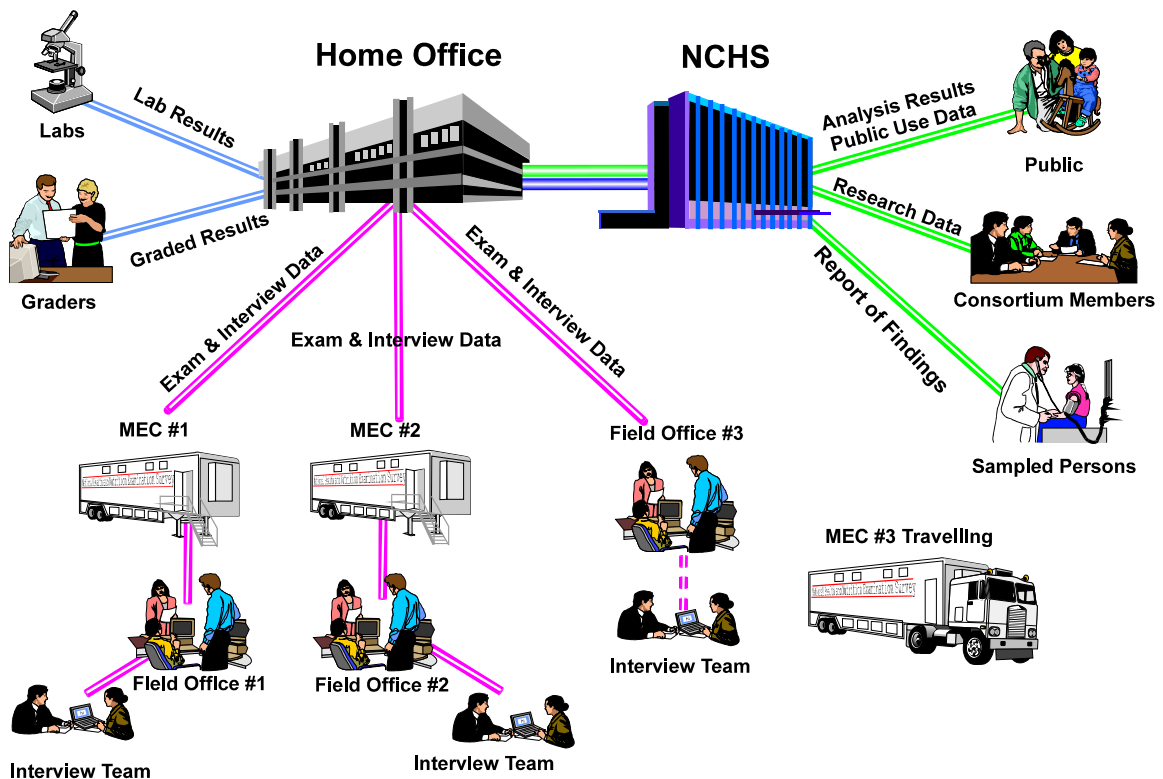 Home Office
NCHS
Labs
Lab Results
Analysis Results
Public Use Data
Public
Graders
Graded Results
Research Data
Consortium Members
Exam & Interview Data
Exam & Interview Data
Exam & Interview Data
Report of Findings
Sampled Persons
MEC #1
MEC #2
Field Office #3
MEC #3 Travelling
Field Office #1
Field Office #2
Interview Team
Interview Team
Interview Team